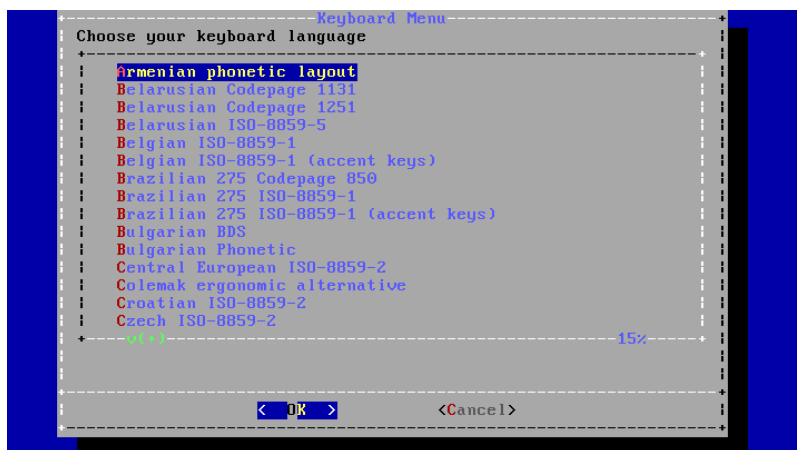 Keyboard Menu
Choose your keyboard language
Armenian phonetic layout
Belarusian Codepage 1131
Belarusian Codepage 1251
Belarusian ISO-8859-5
Belgian ISO-8859-1
Belgian ISO-8859-1 (accent keys)
Brazilian 275 Codepage 850
Brazilian 275 ISO-8859-1
Brazilian 275 ISO-8859-1 (accent keys)
Bulgarian BDS
Bulgarian Phonetic
Central European ISO-8859-2
Colemak ergonomic alternative
Croatian ISO-8859-2
Czech ISO-8859-2
v(+) 15%
< OK > <Cancel>